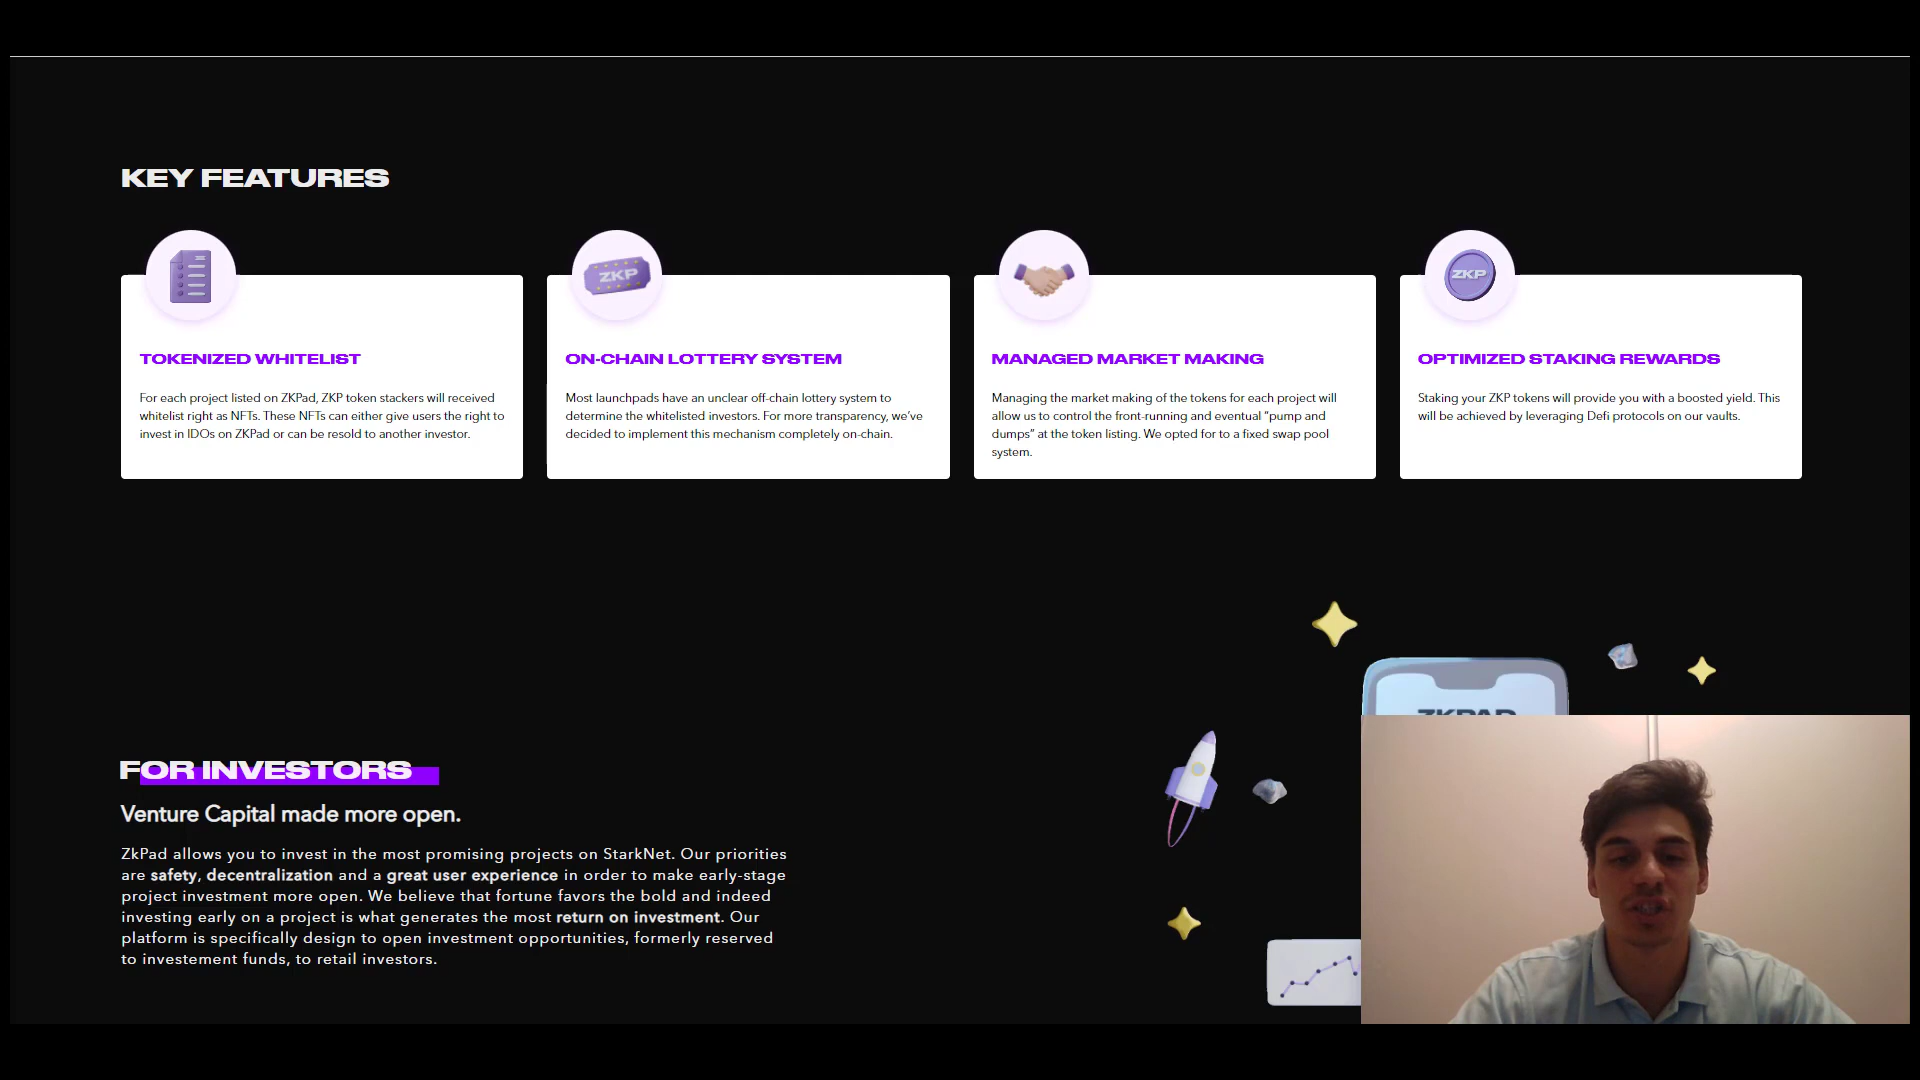 KEY FEATURES
ZKP
ZKP
TOKENIZED WHITELIST
For each project listed on ZKPad, ZKP token stackers will received
whitelist right as NFTs. These NFTs can either give users the right to
invest in IDOs on ZKPad or can be resold to another investor.
ON-CHAIN LOTTERY SYSTEM
Most launchpads have an unclear off-chain lottery system to
determine the whitelisted investors. For more transparency, we’ve
decided to implement this mechanism completely on-chain.
MANAGED MARKET MAKING
Managing the market making of the tokens for each project will
allow us to control the front-running and eventual “pump and
dumps” at the token listing. We opted for to a fixed swap pool
system.
OPTIMIZED STAKING REWARDS
Staking your ZKP tokens will provide you with a boosted yield. This
will be achieved by leveraging Defi protocols on our vaults.
ZKPAD
FOR INVESTORS
Venture Capital made more open.
ZkPad allows you to invest in the most promising projects on StarkNet. Our priorities
are safety, decentralization and a great user experience in order to make early-stage
project investment more open. We believe that fortune favors the bold and indeed
investing early on a project is what generates the most return on investment. Our
platform is specifically design to open investment opportunities, formerly reserved
to investement funds, to retail investors.